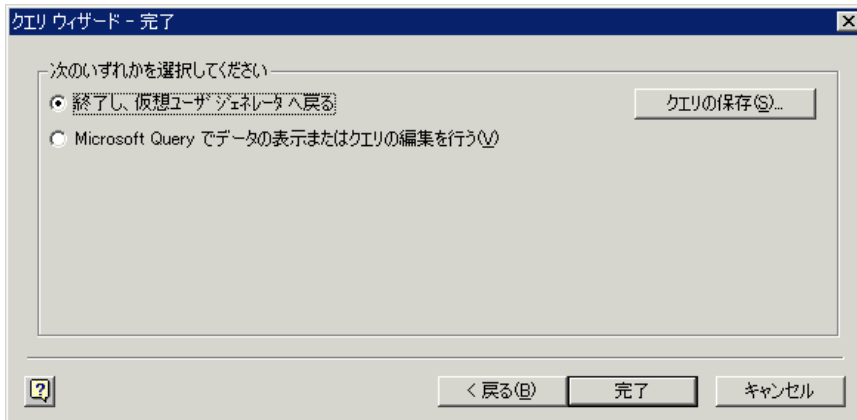 クエリ ウィザード - 完了
次のいずれかを選択してください
終了し、仮想ユーザ ジェネレータ へ戻る
クエリの保存(S)...
Microsoft Query でデータの表示またはクエリの編集を行う(V)
< 戻る(B)
完了
キャンセル